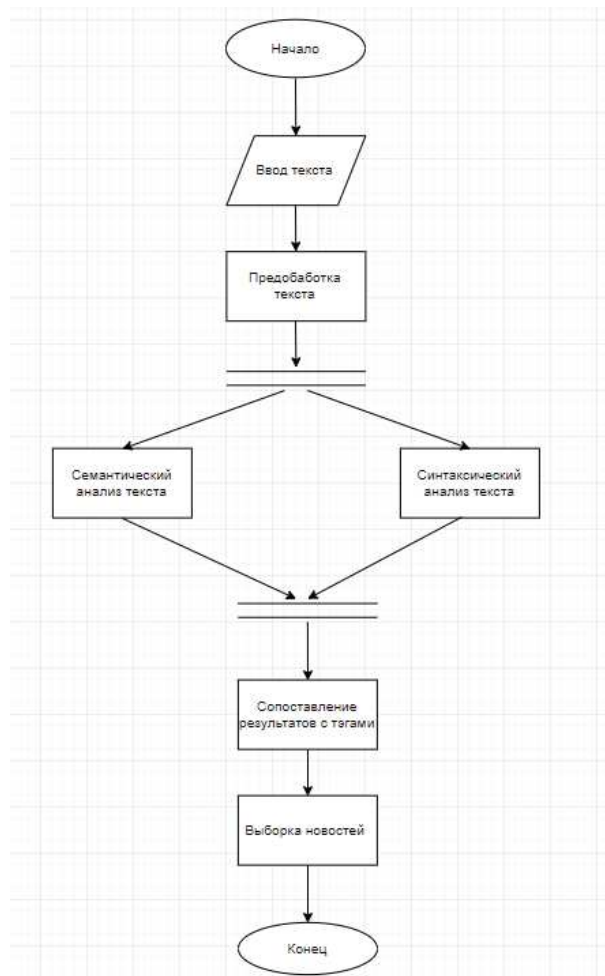 Начало
Ввод текста
Предобаботка
текста
Семантический
анализ текста
Синтаксический
анализ текста
Сопоставление
результатов с тэгами
Выборка новостей
Конец